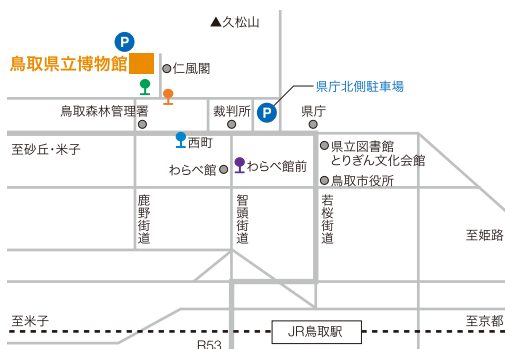 ▲久松山
P
鳥取県立博物館
仁風閣
県庁北側駐車場
鳥取森林管理署
裁判所
P
県庁
西町
県立図書館
とりぎん文化会館
至砂丘・米子
わらべ館
わらべ館前
鳥取市役所
鹿野街道
智頭街道
若桜街道
至姫路
至米子
JR鳥取駅
至京都
R53